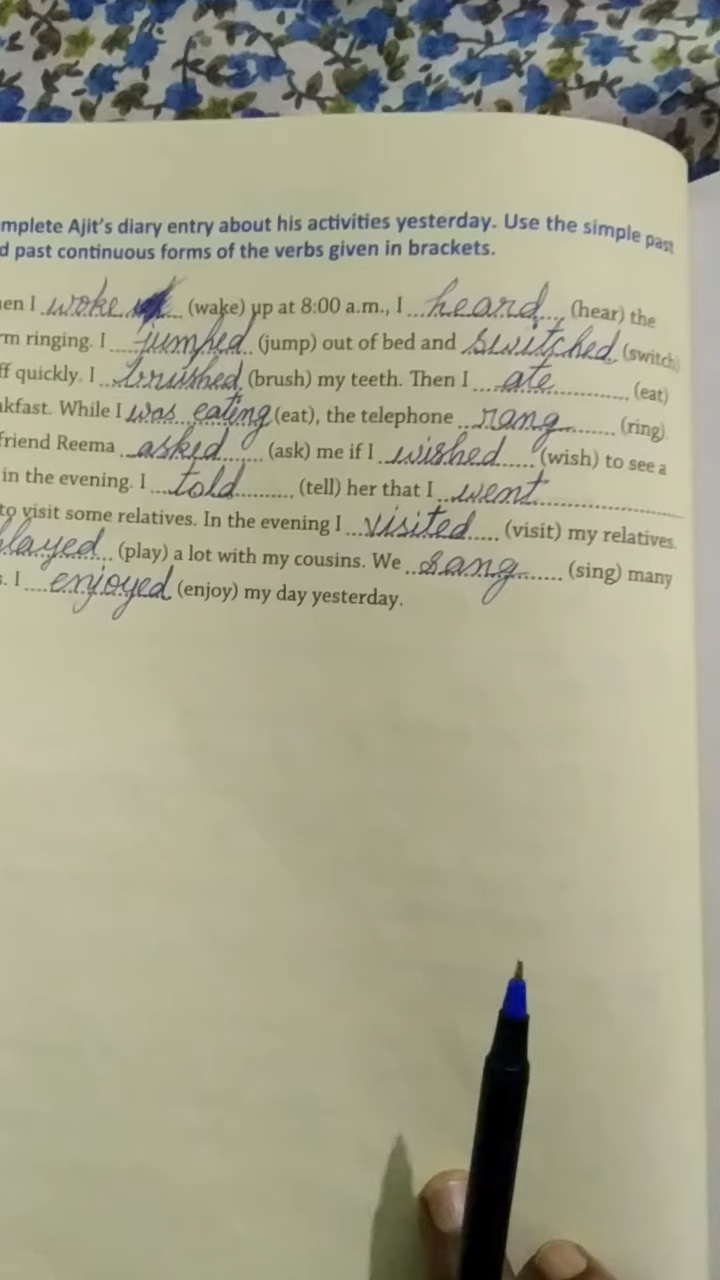 mplete Ajit's diary entry about his activities yesterday. Use the simple past
d past continuous forms of the verbs given in brackets.
en I woke (wake) up at 8:00 a.m., I heard (hear) the
m ringing. I jumped (jump) out of bed and switched (switch)
ff quickly. I brushed (brush) my teeth. Then I ate (eat)
kfast. While I was eating (eat), the telephone rang (ring).
friend Reema asked (ask) me if I wished (wish) to see a
in the evening. I told (tell) her that I went
to visit some relatives. In the evening I visited (visit) my relatives.
played (play) a lot with my cousins. We sang (sing) many
s. I enjoyed (enjoy) my day yesterday.